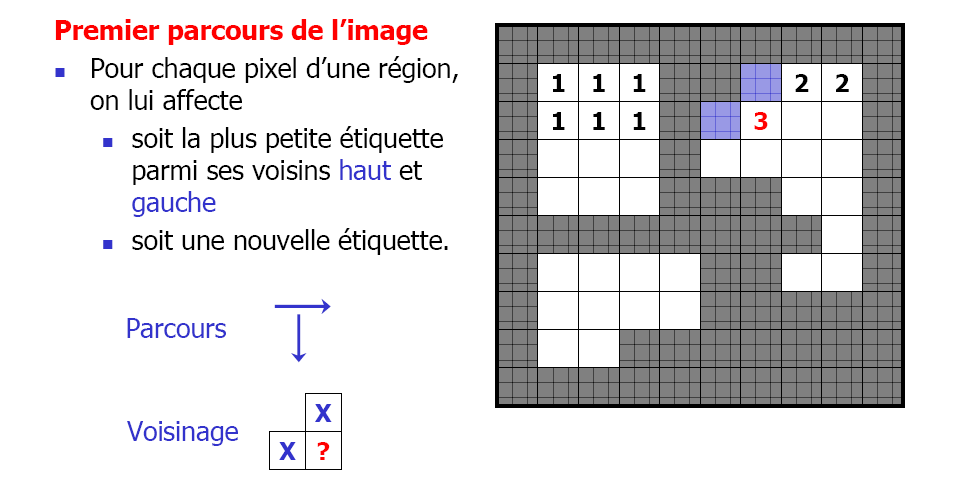 Premier parcours de l’image
Pour chaque pixel d’une région,
on lui affecte
soit la plus petite étiquette
parmi ses voisins haut et
gauche
soit une nouvelle étiquette.
Parcours
Voisinage
X
X ?
1 1 1 2 2
1 1 1 3